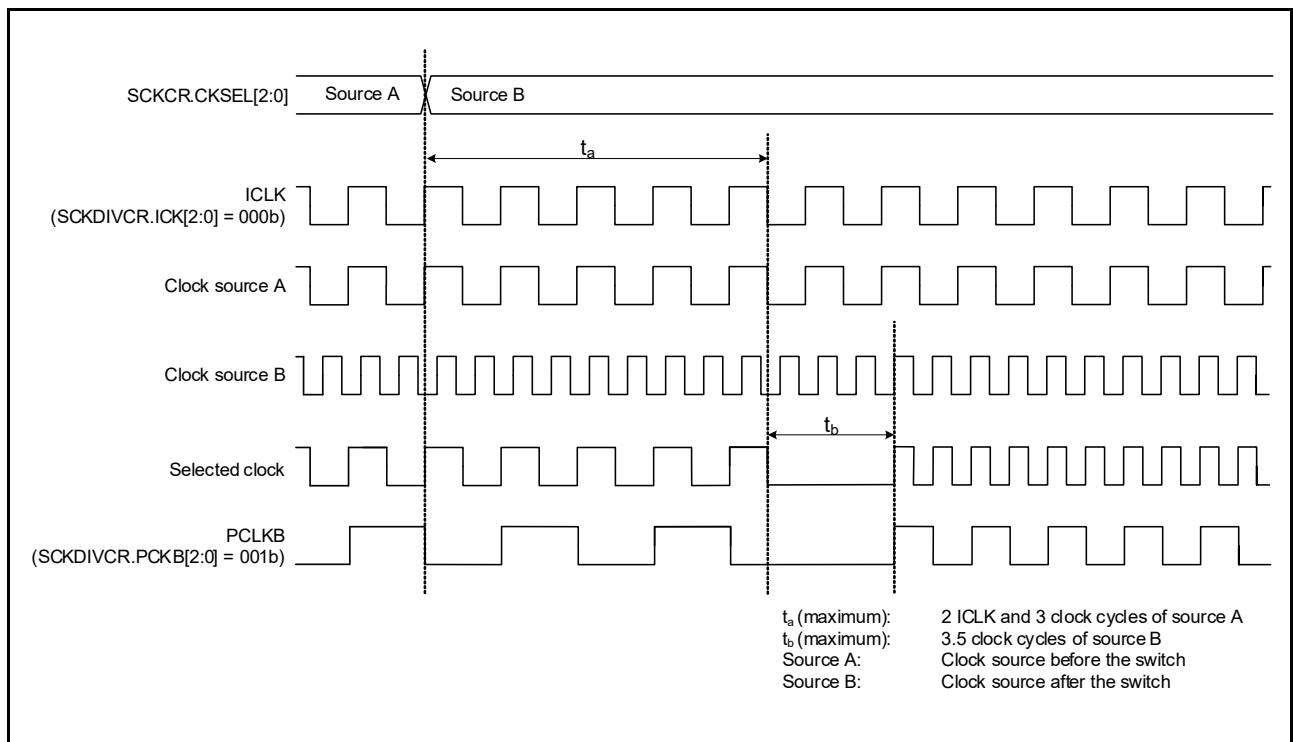 SCKCR.CKSEL[2:0]
Source A
Source B
ta
ICLK
(SCKDIVCR.ICK[2:0] = 000b)
Clock source A
Clock source B
tb
Selected clock
PCLKB
(SCKDIVCR.PCKB[2:0] = 001b)
ta (maximum): 2 ICLK and 3 clock cycles of source A
tb (maximum): 3.5 clock cycles of source B
Source A: Clock source before the switch
Source B: Clock source after the switch